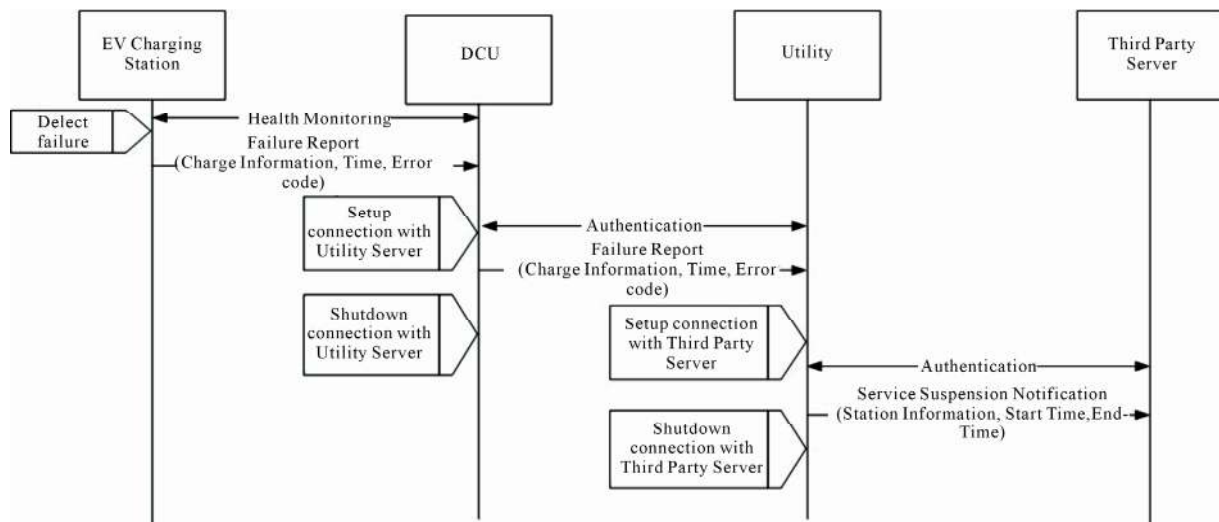 EV Charging
Station
DCU
Utility
Third Party
Server
Delect
failure
Health Monitoring
Failure Report
(Charge Information, Time, Error
code)
Setup
connection with
Utility Server
Authentication
Failure Report
(Charge Information, Time, Error
code)
Shutdown
connection with
Utility Server
Setup connection
with Third Party
Server
Authentication
Service Suspension Notification
(Station Information, Start Time,End-
Time)
Shutdown
connection with
Third Party Server